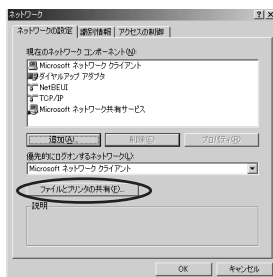 ネットワーク
ネットワークの設定 識別情報 アクセスの制御
現在のネットワーク コンポーネント(N):
Microsoft ネットワーク クライアント
ダイヤルアップ アダプタ
NetBEUI
TCP/IP
Microsoft ネットワーク共有サービス
追加(A)... 削除(E) プロパティ(R)
優先的にログオンするネットワーク(L):
Microsoft ネットワーク クライアント
ファイルとプリンタの共有(F)...
説明
OK キャンセル